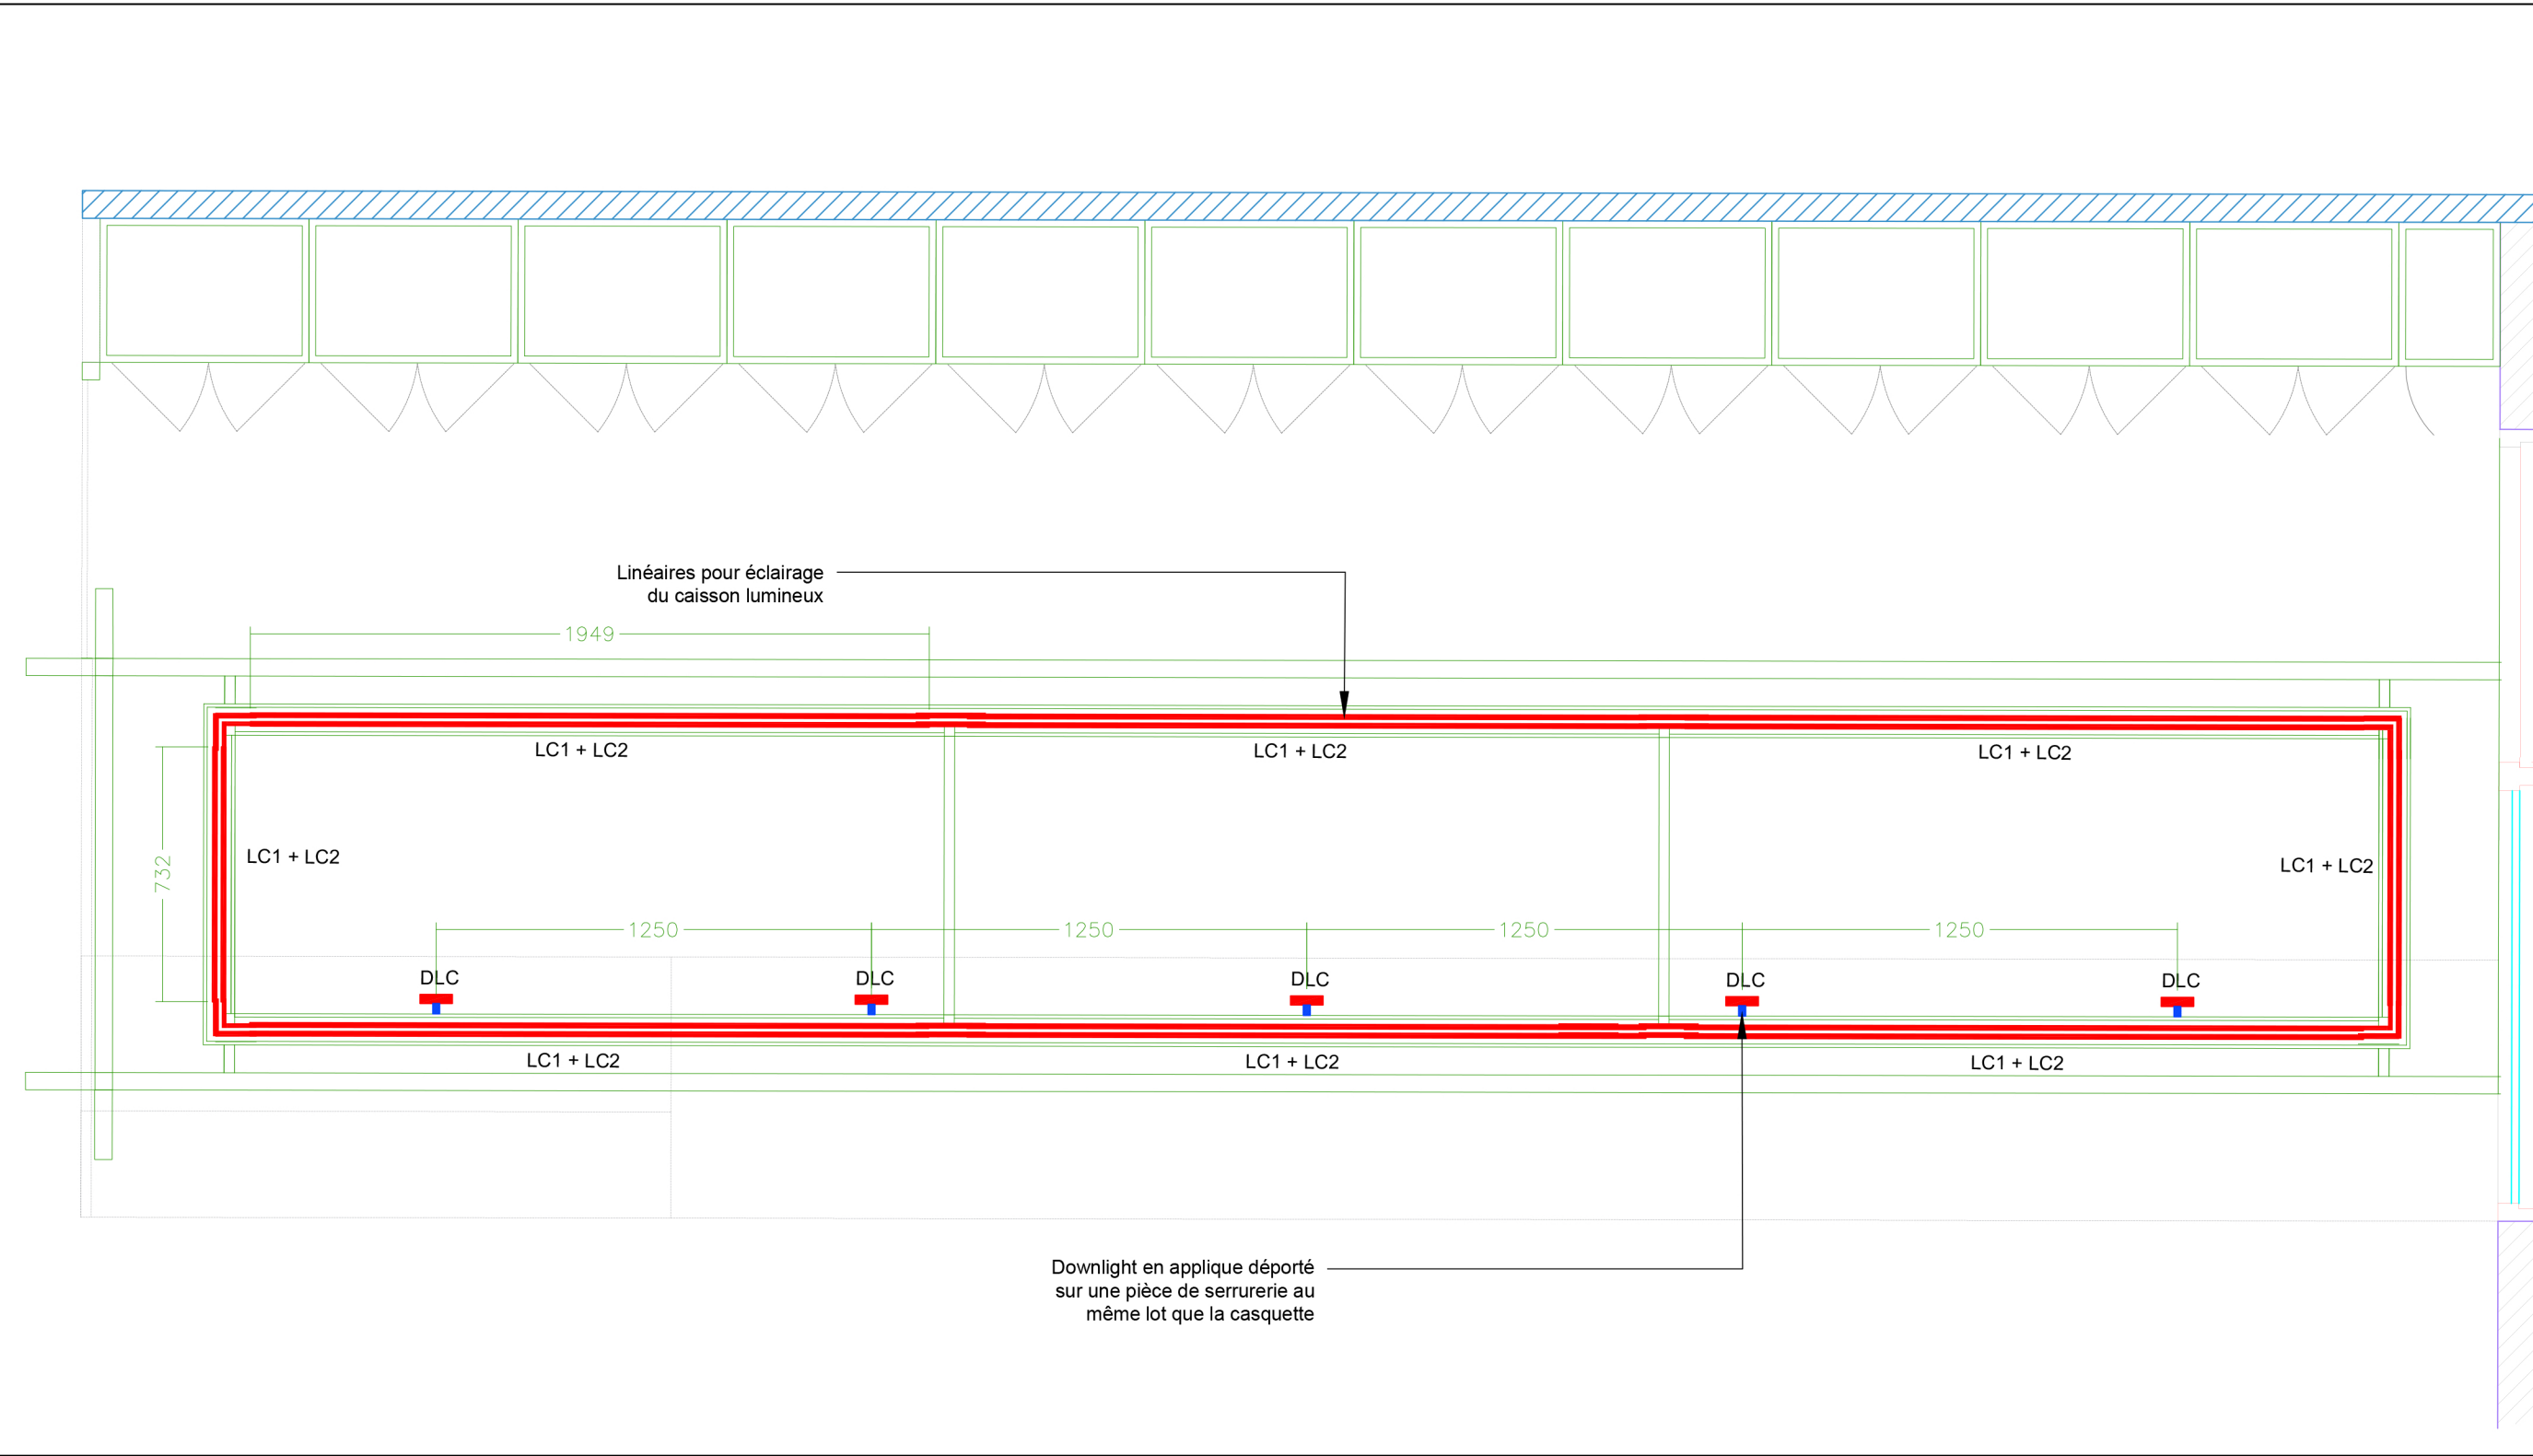 Linéaires pour éclairage
du caisson lumineux
1949
LC1 + LC2
LC1 + LC2
LC1 + LC2
732
LC1 + LC2
LC1 + LC2
1250
1250
1250
1250
DLC
DLC
DLC
DLC
DLC
LC1 + LC2
LC1 + LC2
LC1 + LC2
Downlight en applique déporté
sur une pièce de serrurerie au
même lot que la casquette